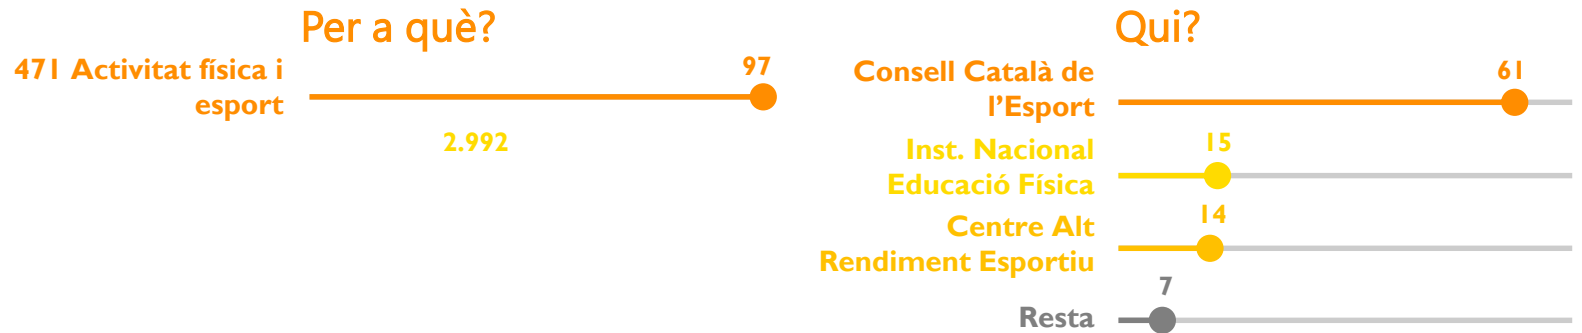 Per a què?
471 Activitat física i
esport
97
2.992
Qui?
Consell Català de
l’Esport
61
Inst. Nacional
Educació Física
15
Centre Alt
Rendiment Esportiu
14
Resta
7